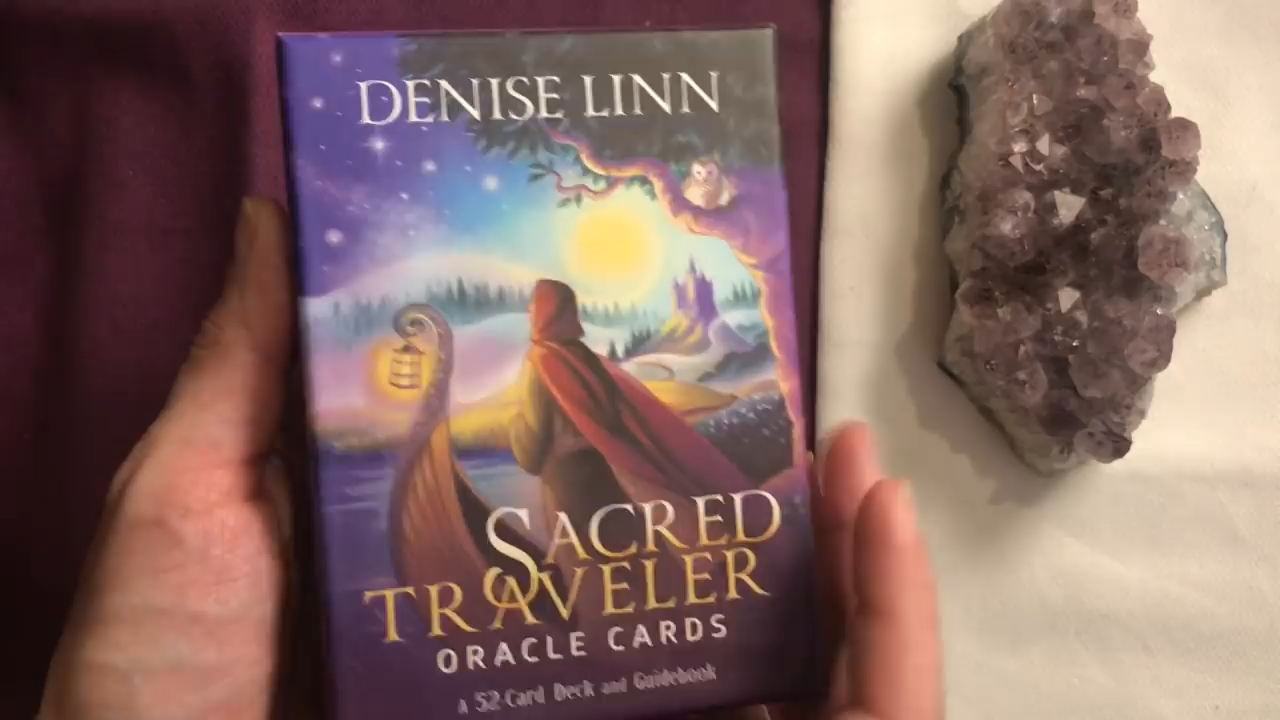 DENISE LINN
SACRED
TRAVELER
ORACLE CARDS
A 52-Card Deck and Guidebook